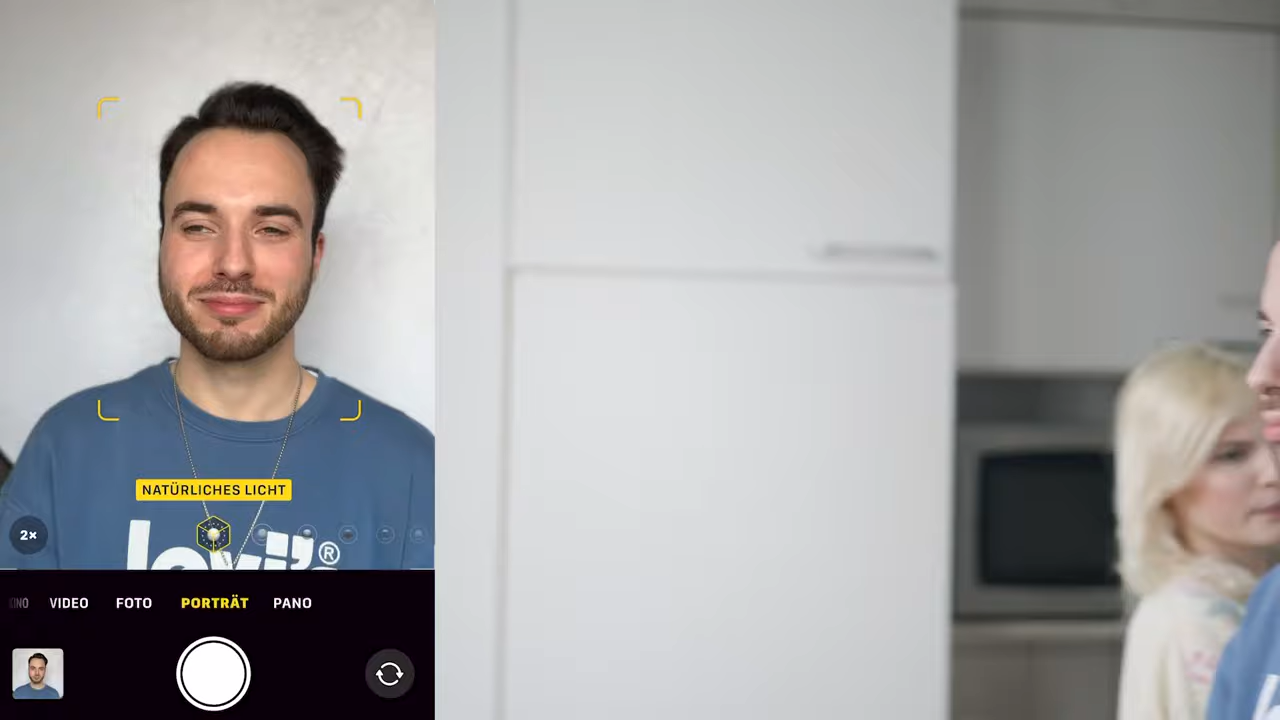 NATÜRLICHES LICHT
2×
levi's®
VIDEO
FOTO
PORTRÄT
PANO